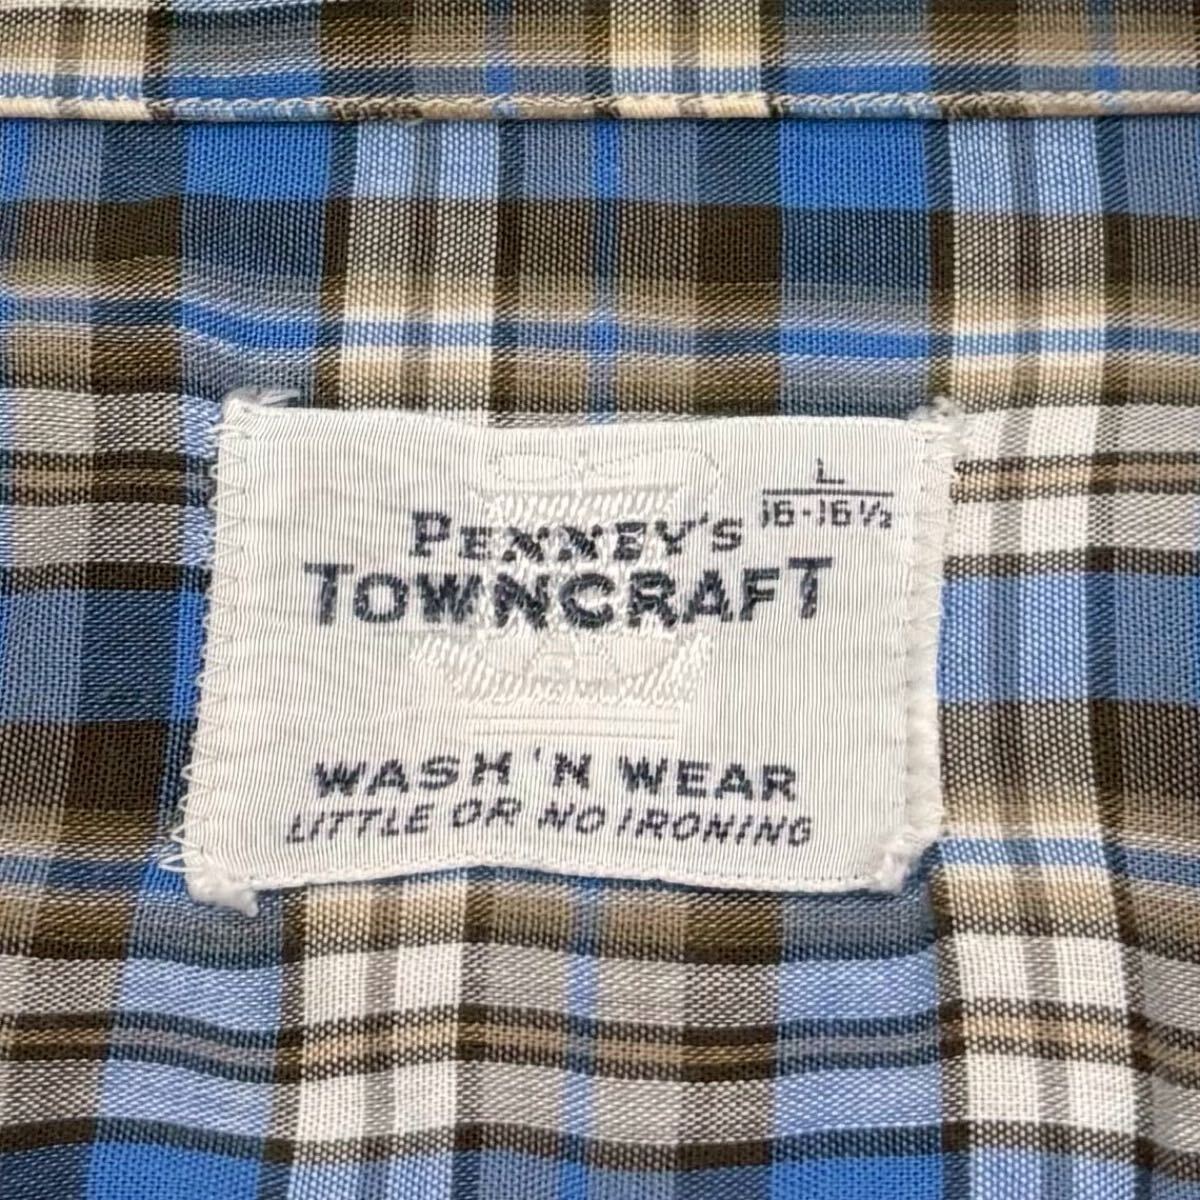 L
16-16½
PENNEY'S
TOWNCRAFT
WASH 'N WEAR
LITTLE OR NO IRONING